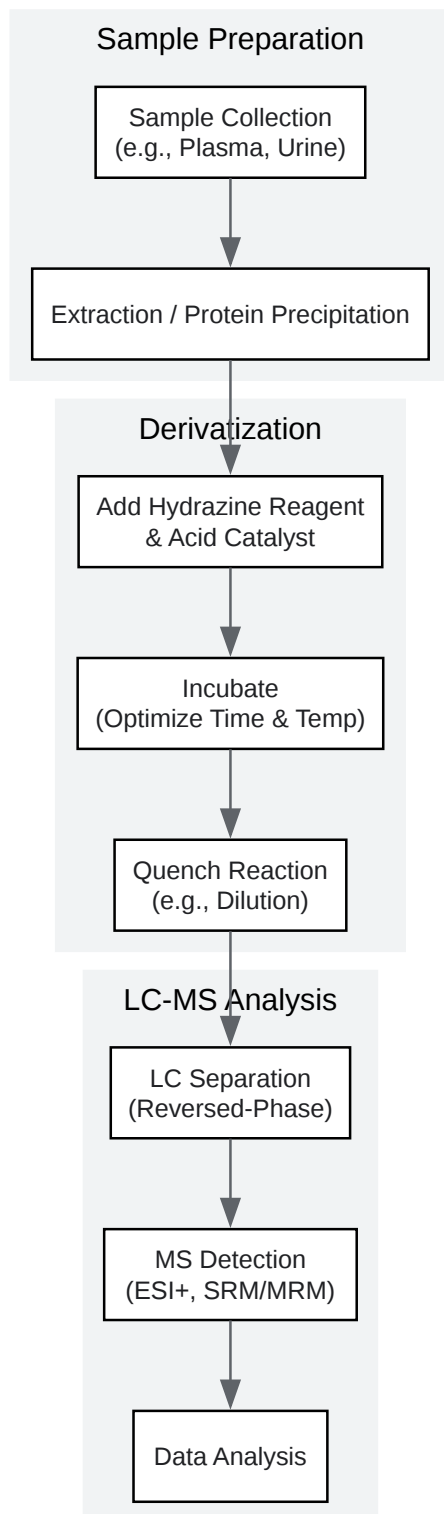 Sample Preparation
Sample Collection
(e.g., Plasma, Urine)
Extraction / Protein Precipitation
Derivatization
Add Hydrazine Reagent
& Acid Catalyst
Incubate
(Optimize Time & Temp)
Quench Reaction
(e.g., Dilution)
LC-MS Analysis
LC Separation
(Reversed-Phase)
MS Detection
(ESI+, SRM/MRM)
Data Analysis